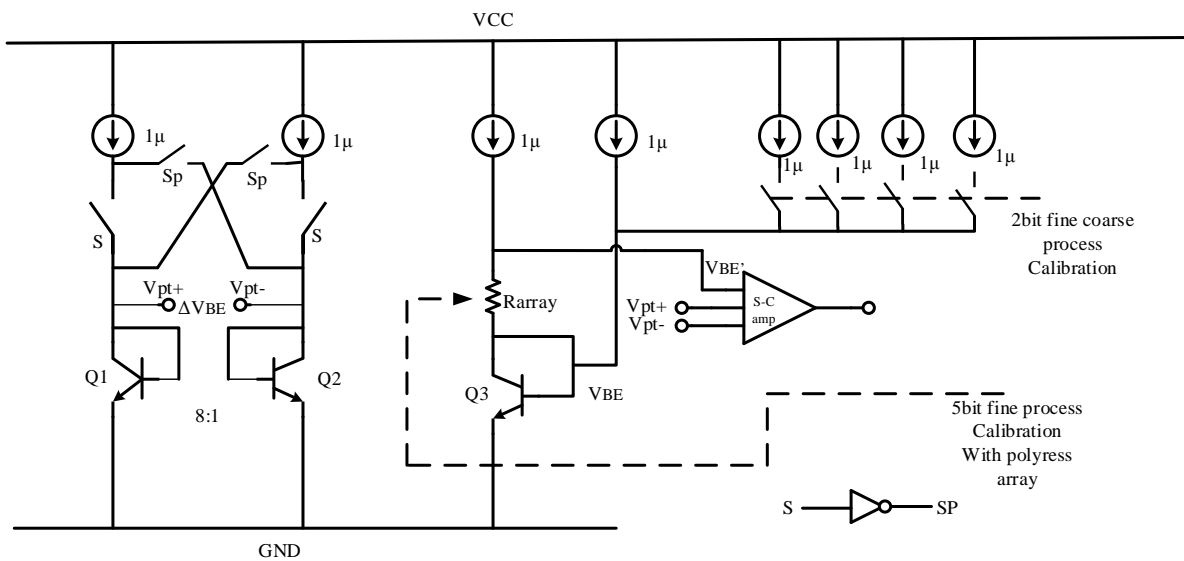 VCC
1μ
1μ
1μ
1μ
1μ
1μ
1μ
1μ
Sp
Sp
S
S
2bit fine coarse
process
Calibration
Vpt+
Vpt-
ΔVBE
VBE'
Rarray
Vpt+
Vpt-
S-C
amp
Q1
Q2
8:1
Q3
VBE
5bit fine process
Calibration
With polyress
array
S
SP
GND